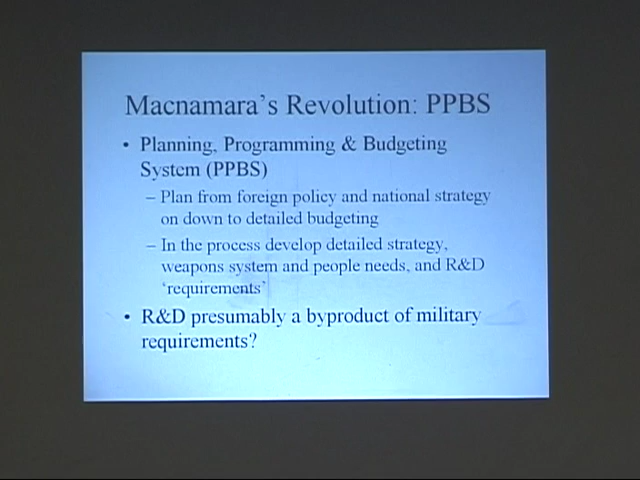 Macnamara's Revolution: PPBS
• Planning, Programming & Budgeting
System (PPBS)
– Plan from foreign policy and national strategy
on down to detailed budgeting
– In the process develop detailed strategy,
weapons system and people needs, and R&D
'requirements'
• R&D presumably a byproduct of military
requirements?